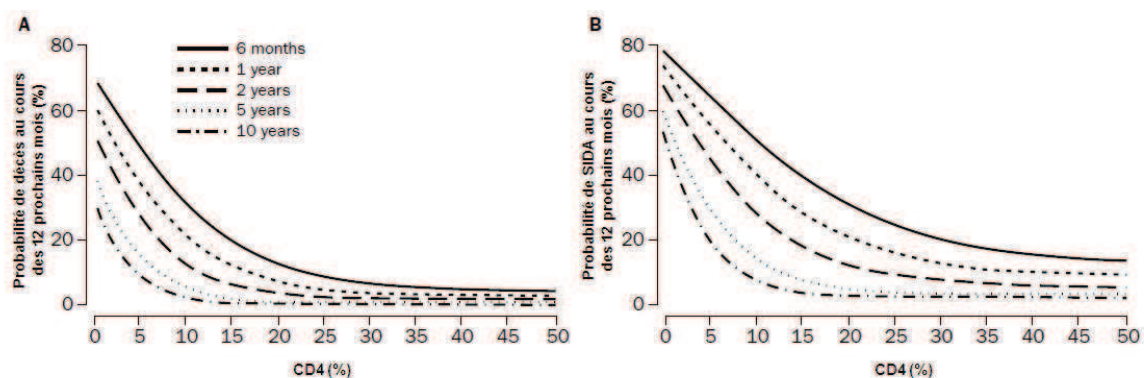 A
Probabilité de décès au cours
des 12 prochains mois (%)
80
60
40
20
0
6 months
1 year
2 years
5 years
10 years
0 5 10 15 20 25 30 35 40 45 50
CD4 (%)
B
Probabilité de SIDA au cours
des 12 prochains mois (%)
80
60
40
20
0
0 5 10 15 20 25 30 35 40 45 50
CD4 (%)